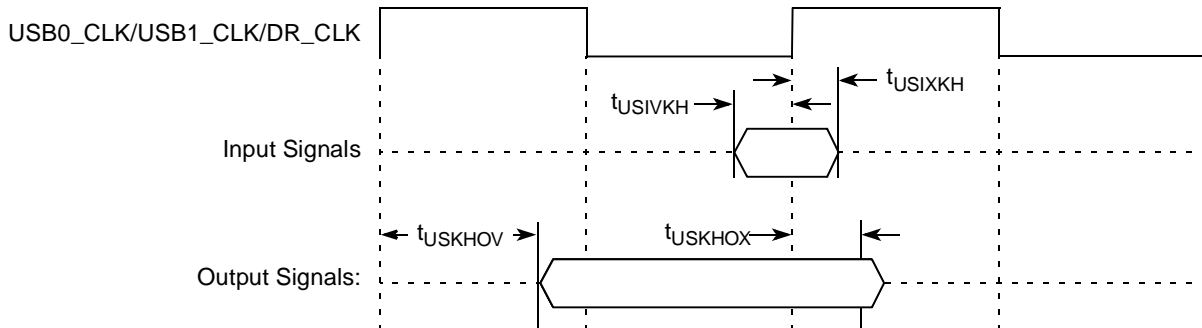 USB0_CLK/USB1_CLK/DR_CLK
tUSIXKH
tUSIVKH
Input Signals
tUSKHOV
tUSKHOX
Output Signals: